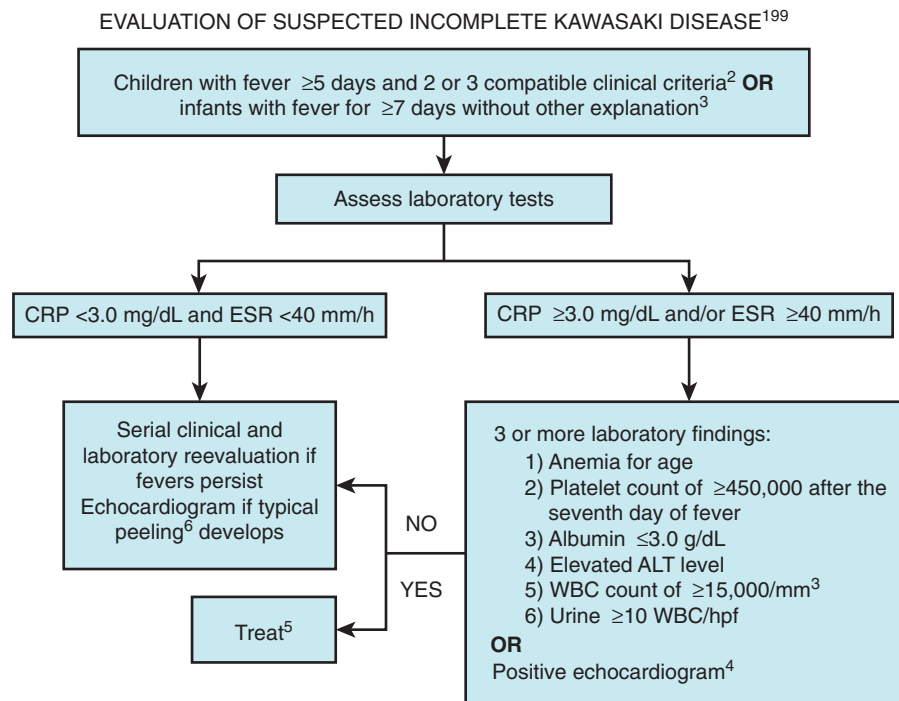 EVALUATION OF SUSPECTED INCOMPLETE KAWASAKI DISEASE¹⁹⁹
Children with fever ≥5 days and 2 or 3 compatible clinical criteria² OR
infants with fever for ≥7 days without other explanation³
Assess laboratory tests
CRP <3.0 mg/dL and ESR <40 mm/h
CRP ≥3.0 mg/dL and/or ESR ≥40 mm/h
Serial clinical and
laboratory reevaluation if
fevers persist
Echocardiogram if typical
peeling⁶ develops
NO
YES
Treat⁵
3 or more laboratory findings:
1) Anemia for age
2) Platelet count of ≥450,000 after the
seventh day of fever
3) Albumin ≤3.0 g/dL
4) Elevated ALT level
5) WBC count of ≥15,000/mm³
6) Urine ≥10 WBC/hpf
OR
Positive echocardiogram⁴